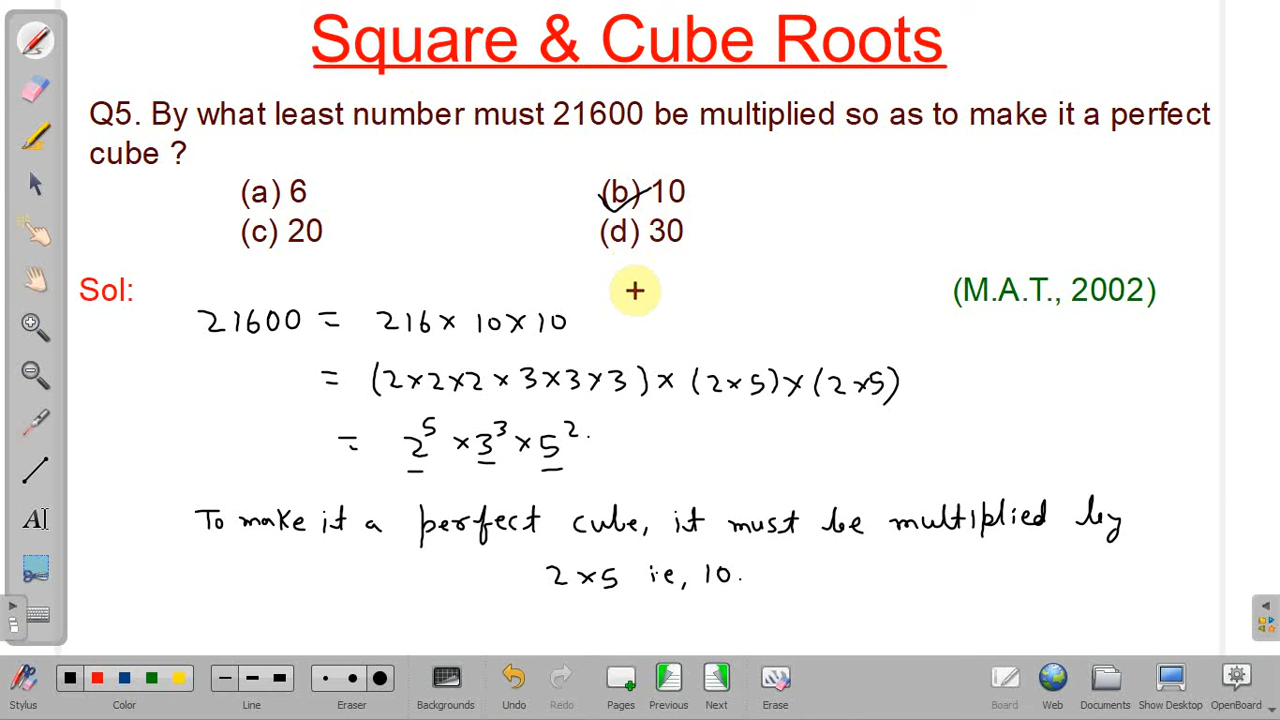 Square & Cube Roots
Q5. By what least number must 21600 be multiplied so as to make it a perfect
cube ?
(a) 6 (b) 10
(c) 20 (d) 30
Sol: (M.A.T., 2002)
21600 = 216 × 10 × 10
= (2×2×2 × 3×3×3) × (2×5) × (2×5)
= 2⁵ × 3³ × 5².
To make it a perfect cube, it must be multiplied by
2×5 ie, 10.
Stylus Color Line Eraser Backgrounds Undo Redo Pages Previous Next Erase Board Web Documents Show Desktop OpenBoard